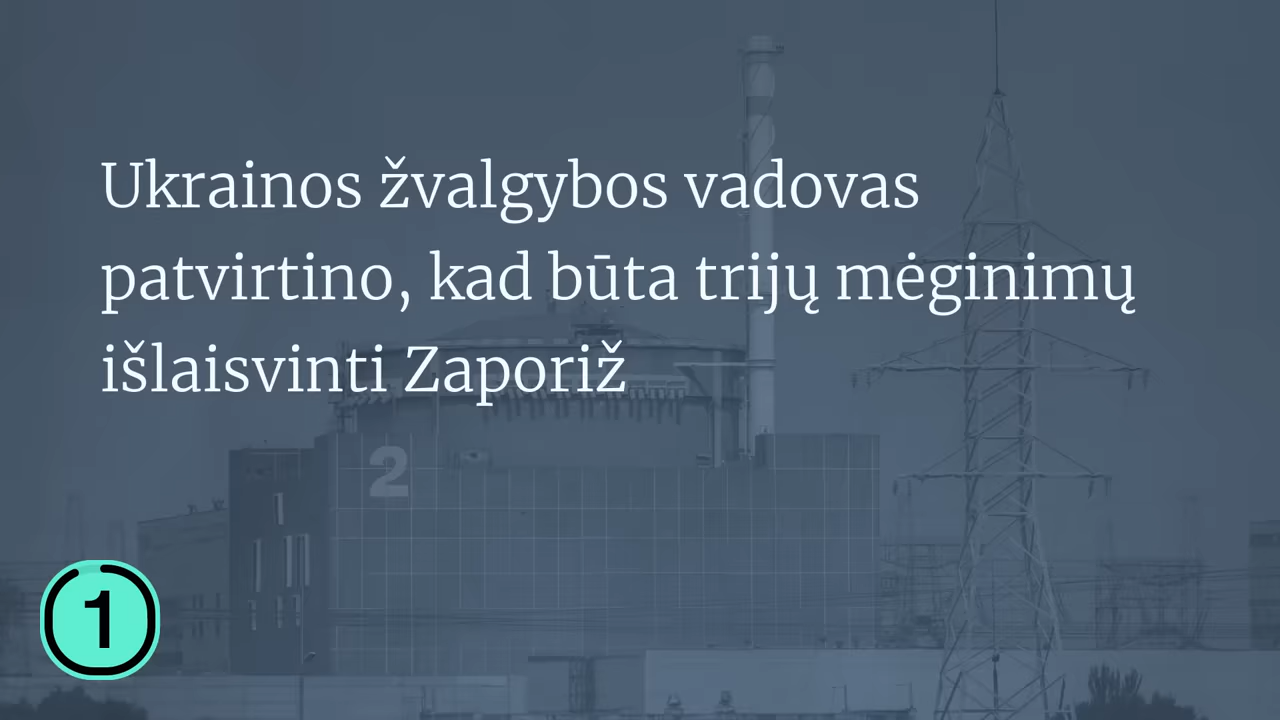 Ukrainos žvalgybos vadovas
patvirtino, kad būta trijų mėginimų
išlaisvinti Zaporiž
2
1